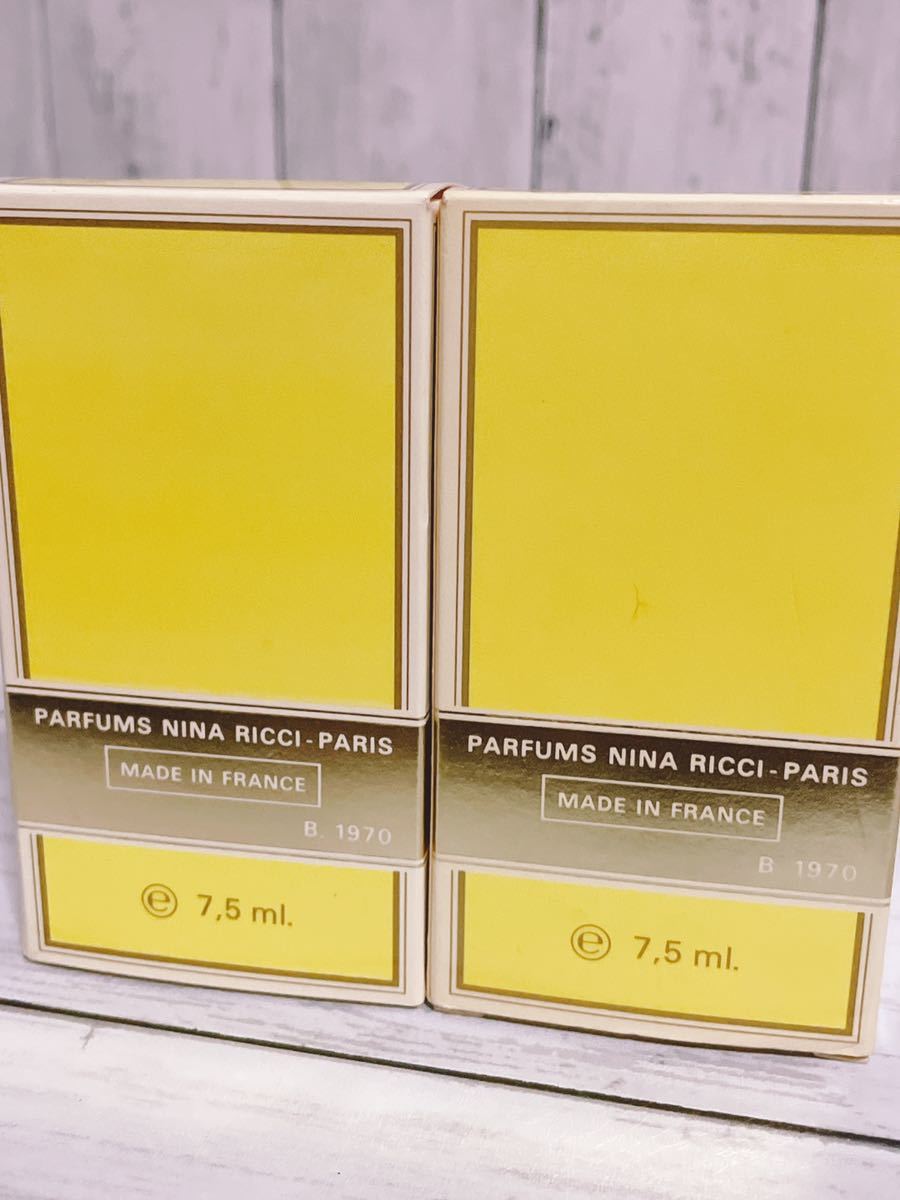 PARFUMS NINA RICCI-PARIS
MADE IN FRANCE
B. 1970
℮ 7,5 ml.
PARFUMS NINA RICCI-PARIS
MADE IN FRANCE
B 1970
℮ 7,5 ml.